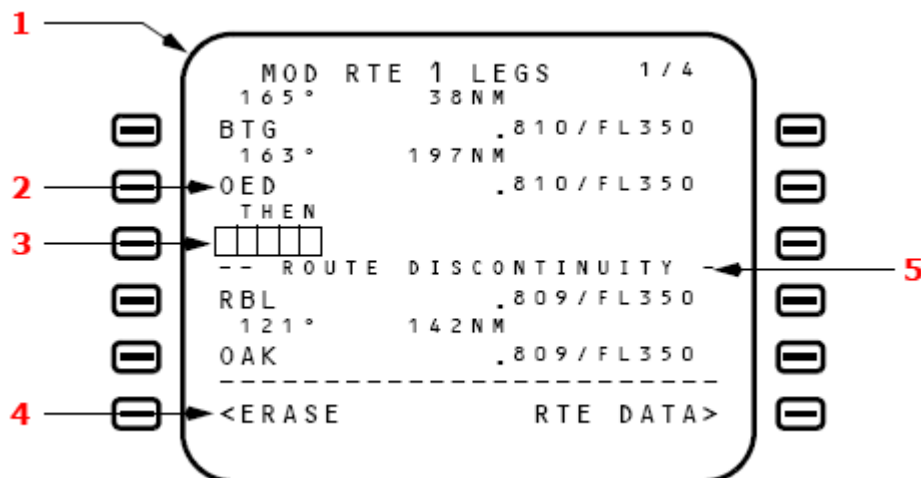 1
MOD RTE 1 LEGS 1/4
165° 38NM
BTG .810/FL350
163° 197NM
2 OED .810/FL350
THEN
3
-- ROUTE DISCONTINUITY - 5
RBL .809/FL350
121° 142NM
OAK .809/FL350
------------------------
4 <ERASE RTE DATA>